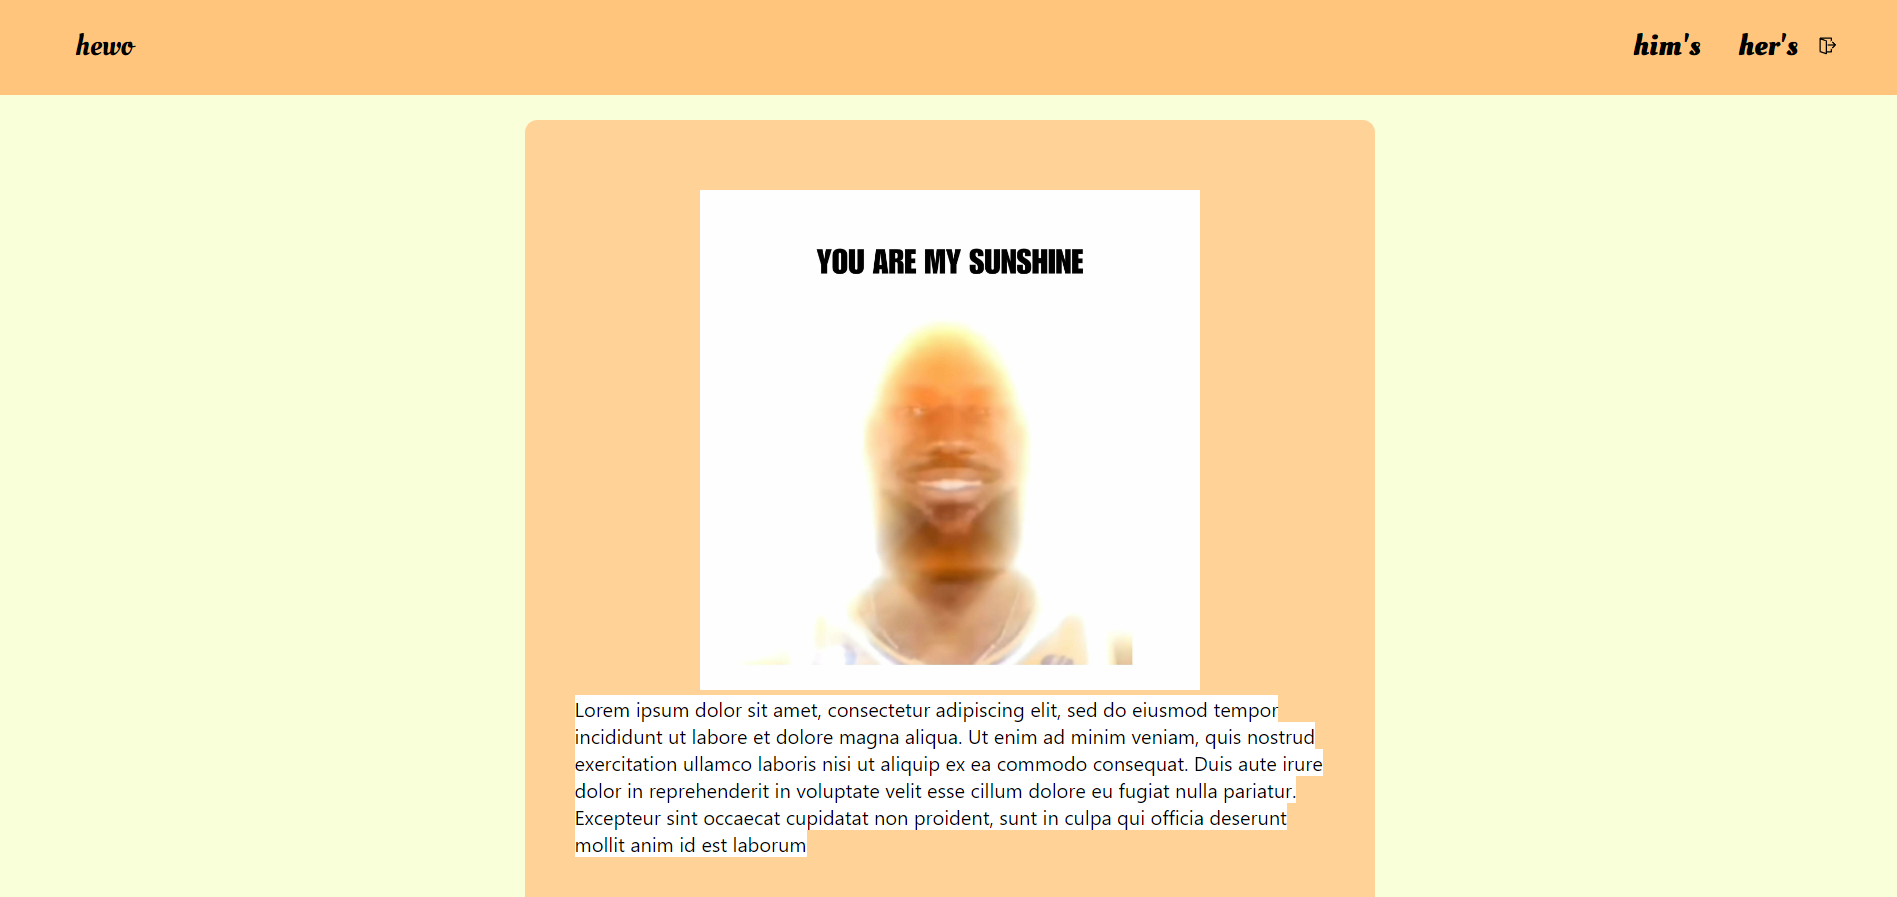 hewo
him's her's
YOU ARE MY SUNSHINE
Lorem ipsum dolor sit amet, consectetur adipiscing elit, sed do eiusmod tempor
incididunt ut labore et dolore magna aliqua. Ut enim ad minim veniam, quis nostrud
exercitation ullamco laboris nisi ut aliquip ex ea commodo consequat. Duis aute irure
dolor in reprehenderit in voluptate velit esse cillum dolore eu fugiat nulla pariatur.
Excepteur sint occaecat cupidatat non proident, sunt in culpa qui officia deserunt
mollit anim id est laborum